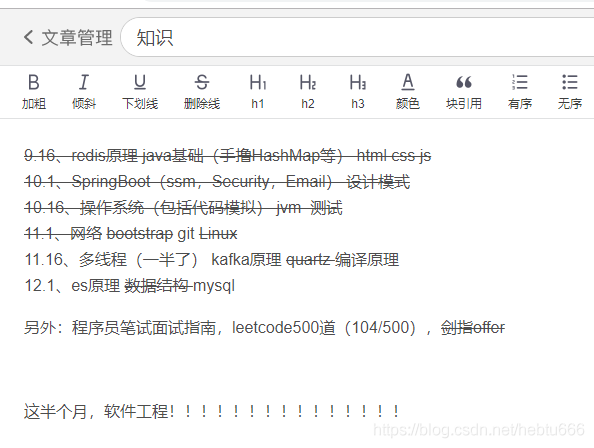 文章管理 知识
B I U S H1 H2 H3 A
加粗 倾斜 下划线 删除线 h1 h2 h3 颜色 块引用 有序 无序
9.16、redis原理 java基础（手撸HashMap等） html css js
10.1、SpringBoot（ssm，Security，Email） 设计模式
10.16、操作系统（包括代码模拟） jvm 测试
11.1、网络 bootstrap git Linux
11.16、多线程（一半了） kafka原理 quartz 编译原理
12.1、es原理 数据结构 mysql
另外：程序员笔试面试指南，leetcode500道（104/500），剑指offer
这半个月，软件工程！！！！！！！！！！！！！！！
https://blog.csdn.net/hebtu666